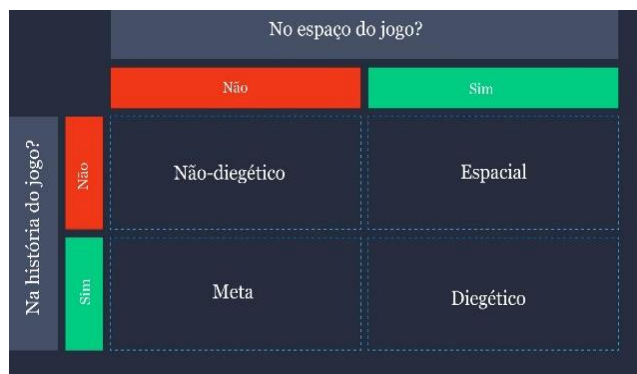 No espaço do jogo?
Não
Sim
Na história do jogo?
Não
Não-diegético
Espacial
Sim
Meta
Diegético